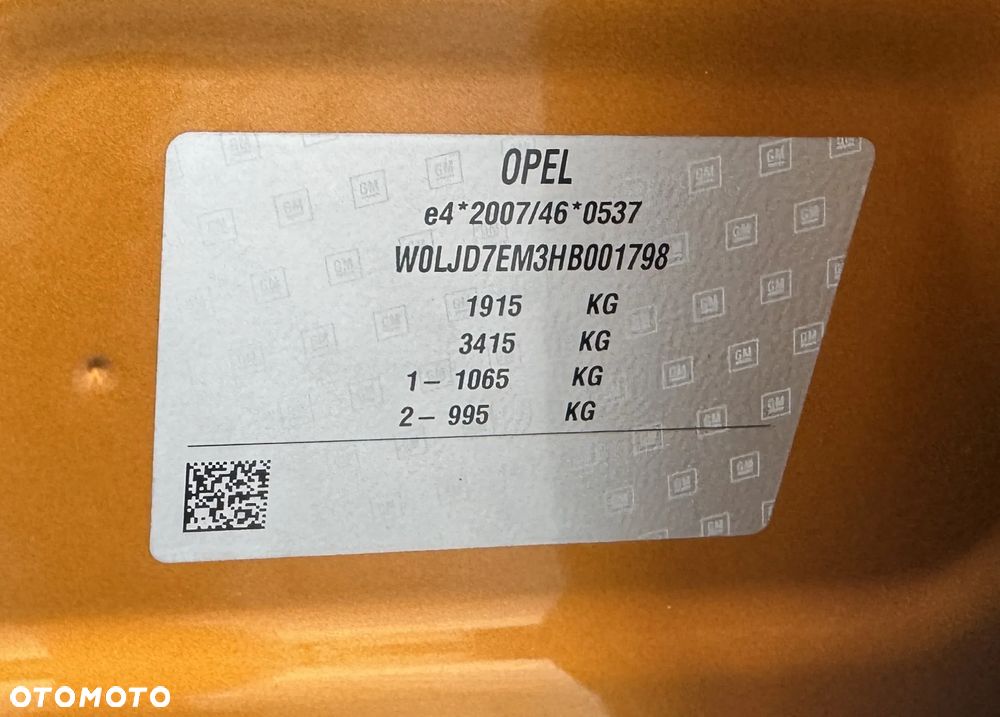 OPEL
e4*2007/46*0537
W0LJD7EM3HB001798
1915 KG
3415 KG
1– 1065 KG
2– 995 KG
OTOMOTO